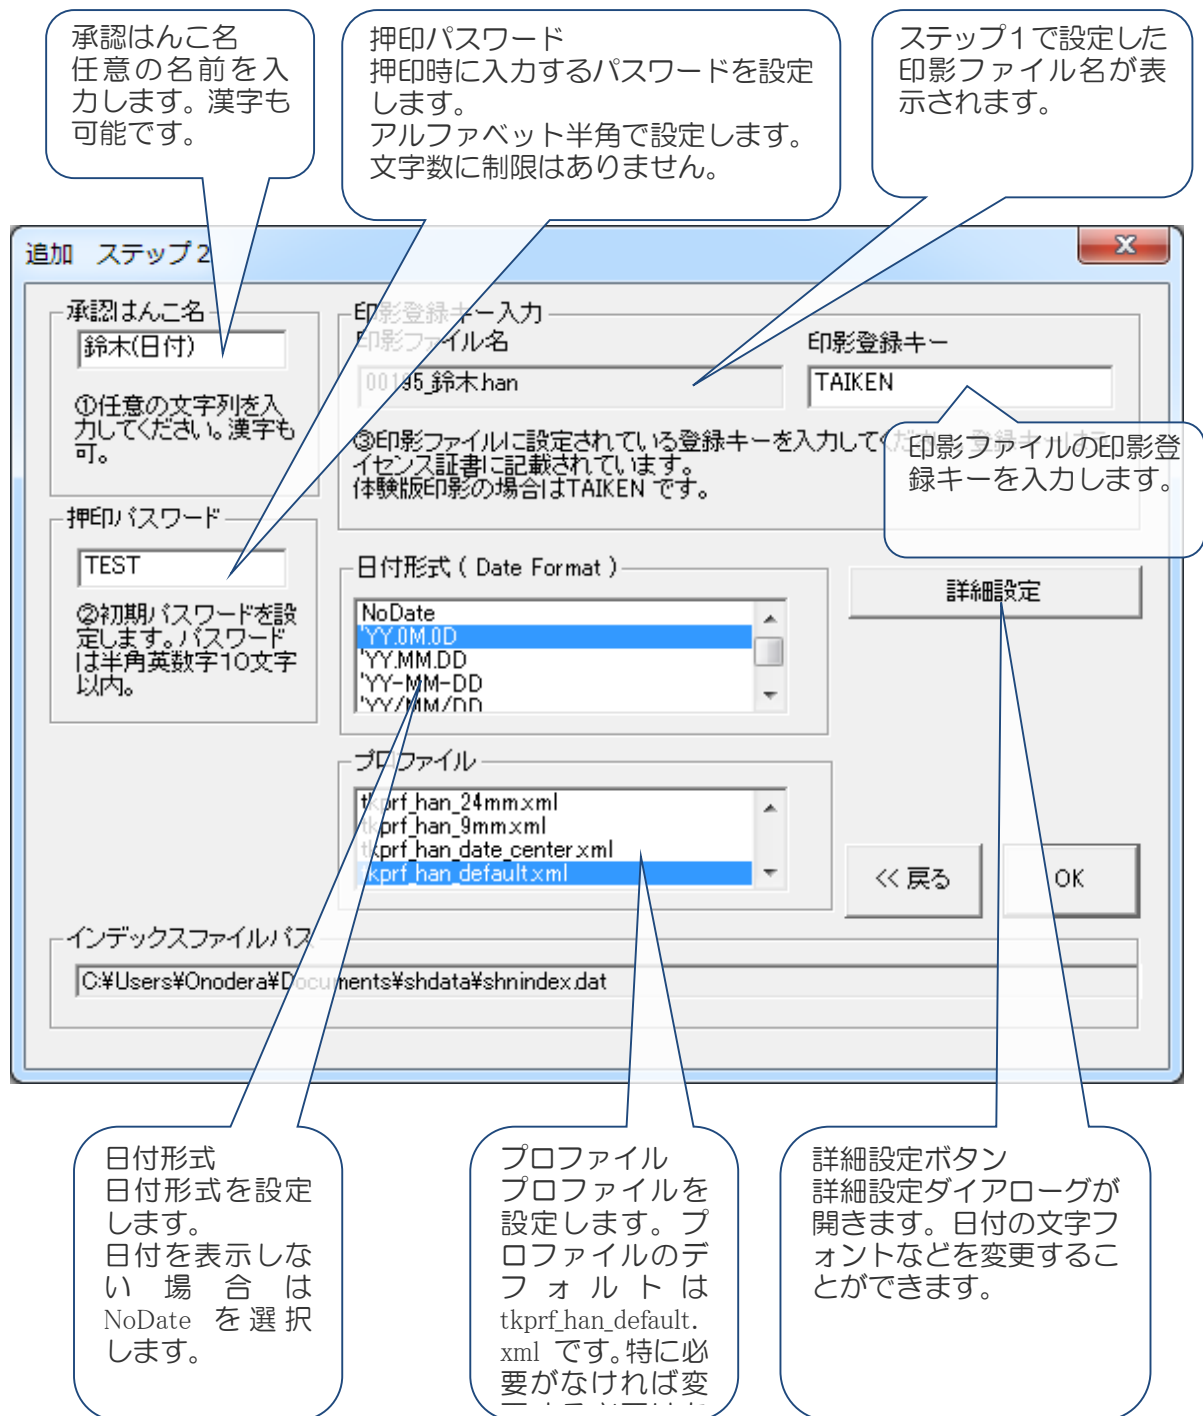 承認はんこ名
任意の名前を入
力します。漢字も
可能です。
押印パスワード
押印時に入力するパスワードを設定
します。
アルファベット半角で設定します。
文字数に制限はありません。
ステップ1で設定した
印影ファイル名が表
示されます。
追加　ステップ2
承認はんこ名
鈴木(日付)
①任意の文字列を入
力してください。漢字も
可。
印影登録キー入力
印影ファイル名
00195_鈴木.han
印影登録キー
TAIKEN
③印影ファイルに設定されている登録キーを入力してく
イセンス証書に記載されています。
体験版印影の場合はTAIKEN です。
印影ファイルの印影登
録キーを入力します。
押印パスワード
TEST
②初期パスワードを設
定します。パスワード
は半角英数字10文字
以内。
日付形式 ( Date Format )
NoDate
'YY.0M.0D
'YY.MM.DD
'YY-MM-DD
'YY/MM/DD
詳細設定
プロファイル
tkprf_han_24mm.xml
tkprf_han_9mm.xml
tkprf_han_date_center.xml
tkprf_han_default.xml
<< 戻る
OK
インデックスファイルパス
C:¥Users¥Onodera¥Documents¥shdata¥shnindex.dat
日付形式
日付形式を設定
します。
日付を表示しな
い場合は
NoDate を選択
します。
プロファイル
プロファイルを
設定します。プ
ロファイルのデ
フォルトは
tkprf_han_default.
xml です。特に必
要がなければ変
詳細設定ボタン
詳細設定ダイアローグが
開きます。日付の文字フ
ォントなどを変更するこ
とができます。